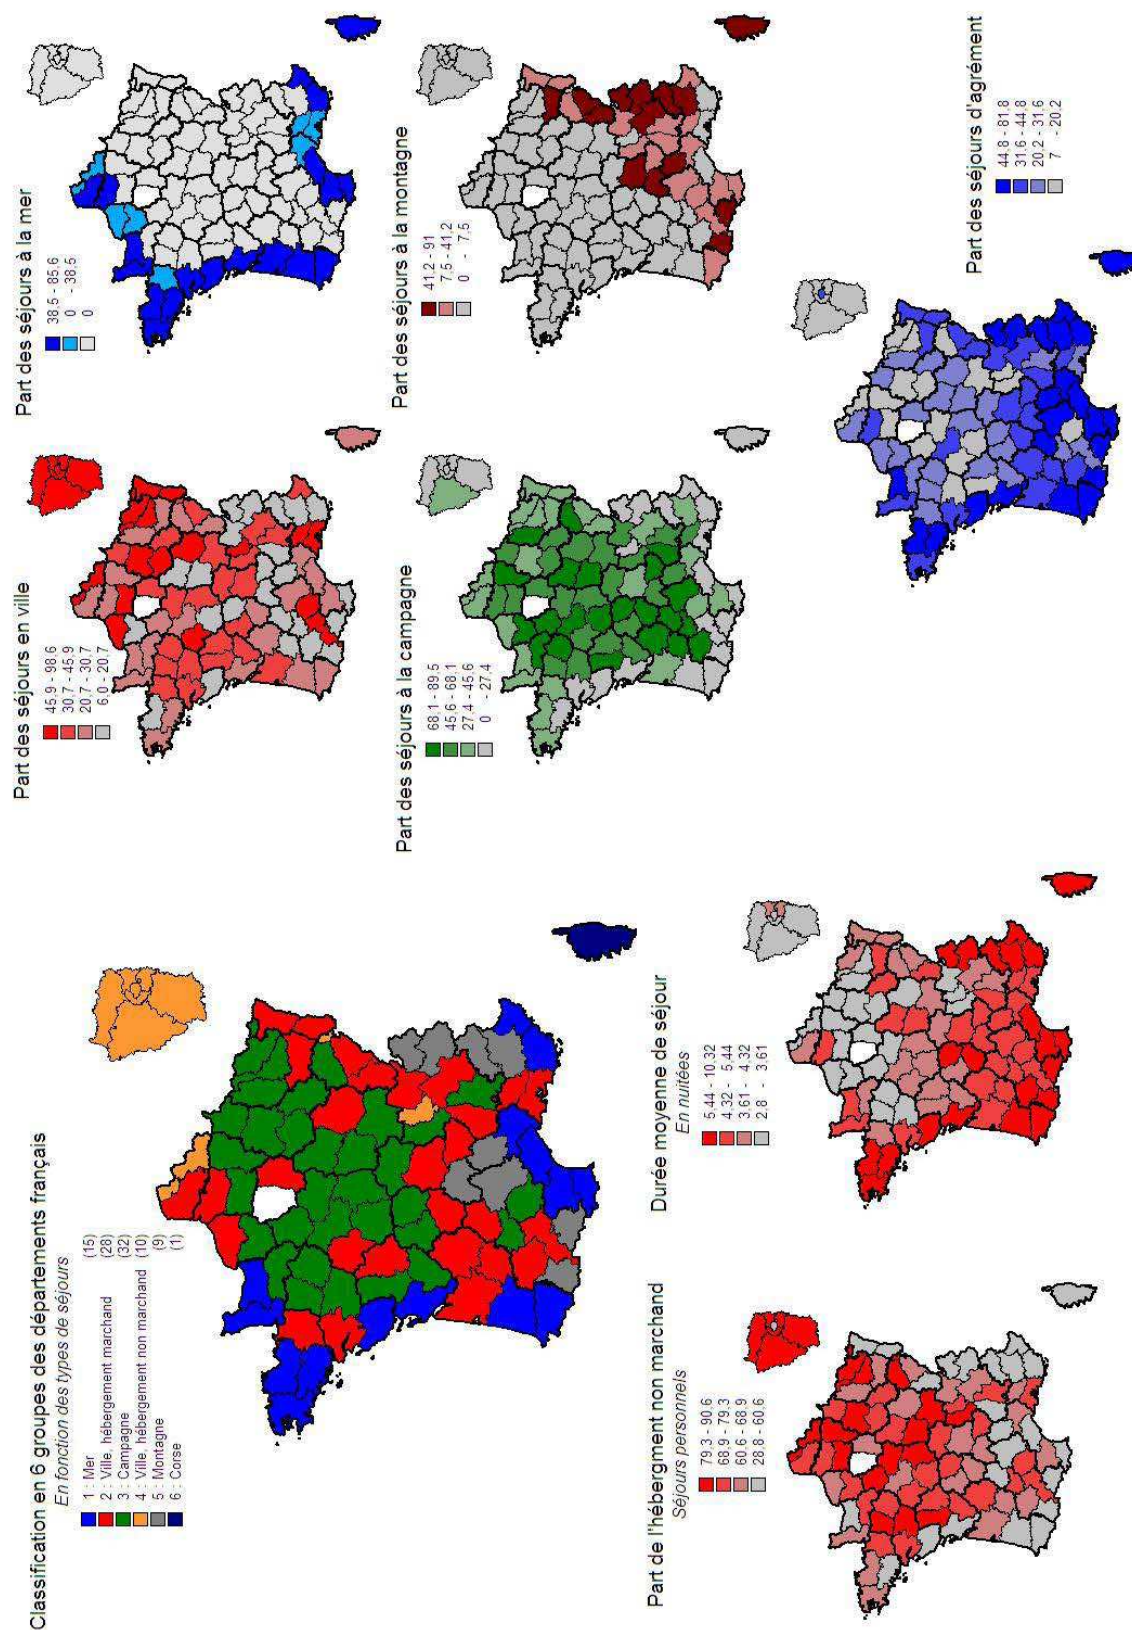 Classification en 6 groupes des départements français
En fonction des types de séjours
1 : Mer (15)
2 : Ville, hébergement marchand (28)
3 : Campagne (32)
4 : Ville, hébergement non marchand (10)
5 : Montagne (9)
6 : Corse (1)
Part des séjours en ville
45,9 - 98,6
30,7 - 45,9
20,7 - 30,7
6,0 - 20,7
Part des séjours à la mer
38,5 - 85,6
0 - 38,5
0
Part des séjours à la campagne
68,1 - 89,5
45,6 - 68,1
27,4 - 45,6
0 - 27,4
Part des séjours à la montagne
41,2 - 91
7,5 - 41,2
0 - 7,5
Part de l'hébergment non marchand
Séjours personnels
79,3 - 90,6
68,9 - 79,3
60,6 - 68,9
28,8 - 60,6
Durée moyenne de séjour
En nuitées
5,44 - 10,32
4,32 - 5,44
3,61 - 4,32
2,8 - 3,61
Part des séjours d'agrément
44,8 - 81,8
31,6 - 44,8
20,2 - 31,6
7 - 20,2